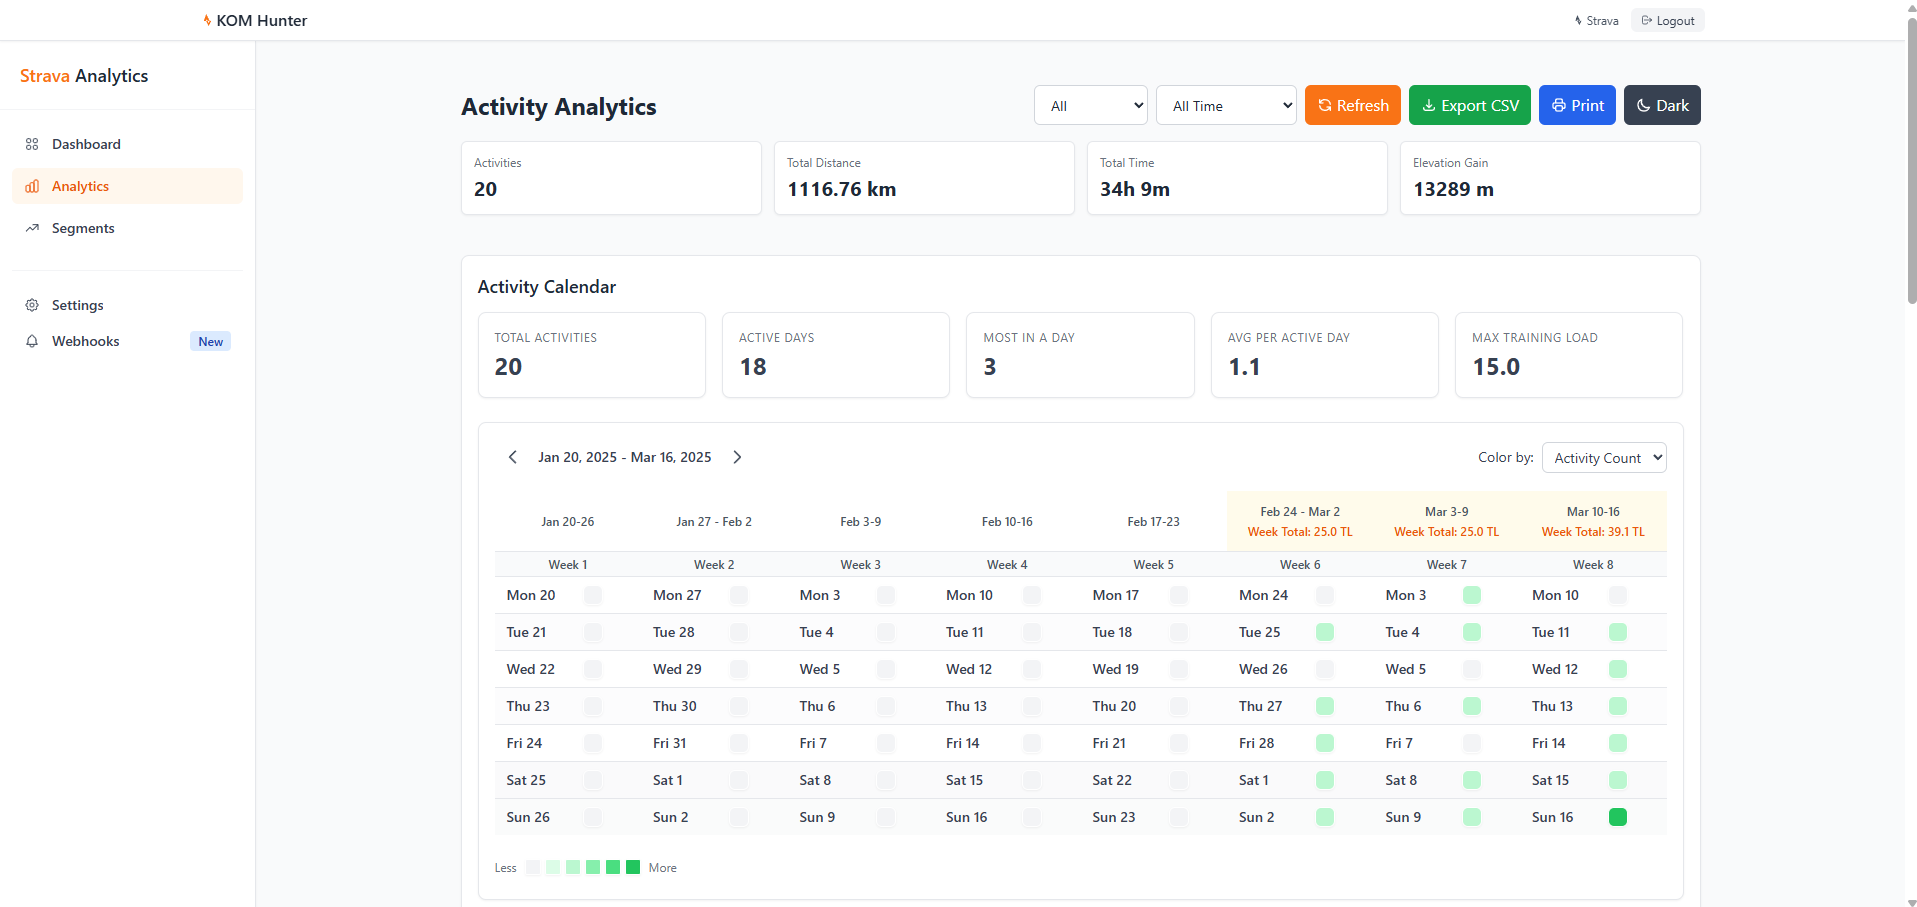 KOM Hunter
Strava
Logout
Strava Analytics
Dashboard
Analytics
Segments
Settings
Webhooks New
Activity Analytics
All
All Time
Refresh
Export CSV
Print
Dark
Activities
20
Total Distance
1116.76 km
Total Time
34h 9m
Elevation Gain
13289 m
Activity Calendar
TOTAL ACTIVITIES
20
ACTIVE DAYS
18
MOST IN A DAY
3
AVG PER ACTIVE DAY
1.1
MAX TRAINING LOAD
15.0
Jan 20, 2025 - Mar 16, 2025
Color by: Activity Count
Jan 20-26 Jan 27 - Feb 2 Feb 3-9 Feb 10-16 Feb 17-23 Feb 24 - Mar 2 Mar 3-9 Mar 10-16
Week Total: 25.0 TL Week Total: 25.0 TL Week Total: 39.1 TL
Week 1 Week 2 Week 3 Week 4 Week 5 Week 6 Week 7 Week 8
Mon 20 Mon 27 Mon 3 Mon 10 Mon 17 Mon 24 Mon 3 Mon 10
Tue 21 Tue 28 Tue 4 Tue 11 Tue 18 Tue 25 Tue 4 Tue 11
Wed 22 Wed 29 Wed 5 Wed 12 Wed 19 Wed 26 Wed 5 Wed 12
Thu 23 Thu 30 Thu 6 Thu 13 Thu 20 Thu 27 Thu 6 Thu 13
Fri 24 Fri 31 Fri 7 Fri 14 Fri 21 Fri 28 Fri 7 Fri 14
Sat 25 Sat 1 Sat 8 Sat 15 Sat 22 Sat 1 Sat 8 Sat 15
Sun 26 Sun 2 Sun 9 Sun 16 Sun 23 Sun 2 Sun 9 Sun 16
Less More